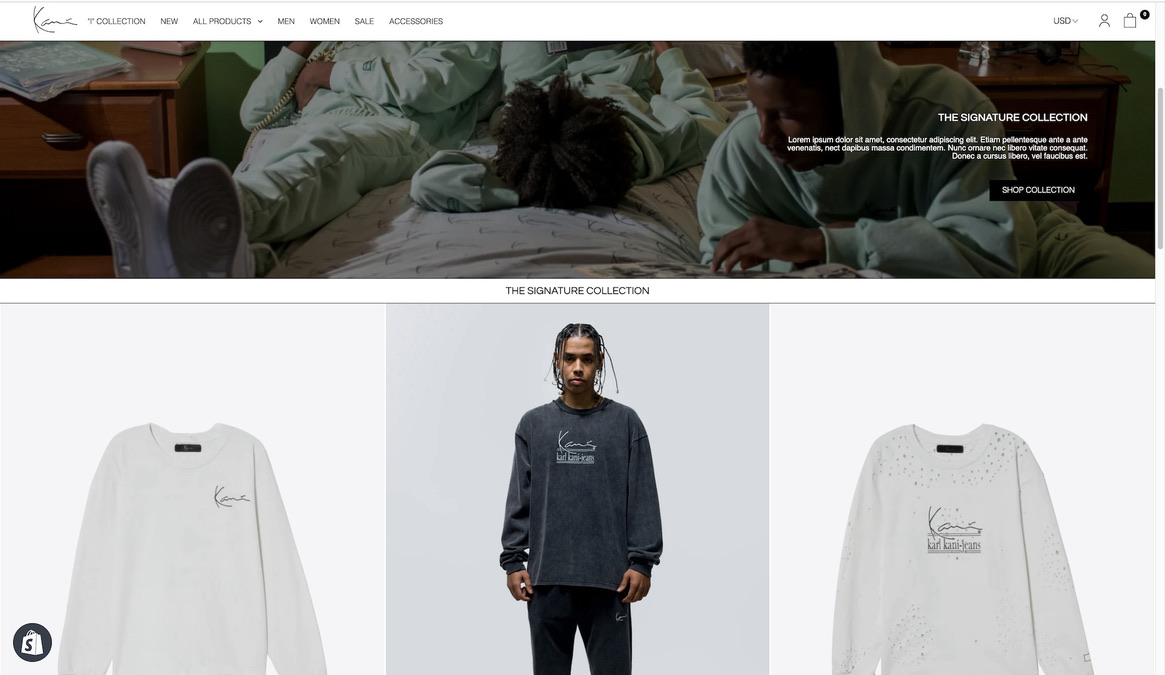 Kani
"I" COLLECTION NEW ALL PRODUCTS MEN WOMEN SALE ACCESSORIES USD 0
THE SIGNATURE COLLECTION
Lorem ipsum dolor sit amet, consectetur adipiscing elit. Etiam pellentesque ante a ante
venenatis, nect dapibus massa condimentem. Nunc ornare nec libero vitate consequat.
Donec a cursus libero, vel faucibus est.
SHOP COLLECTION
THE SIGNATURE COLLECTION
Kani
Kani
karl kani-jeans
Kani
karl kani-jeans
S